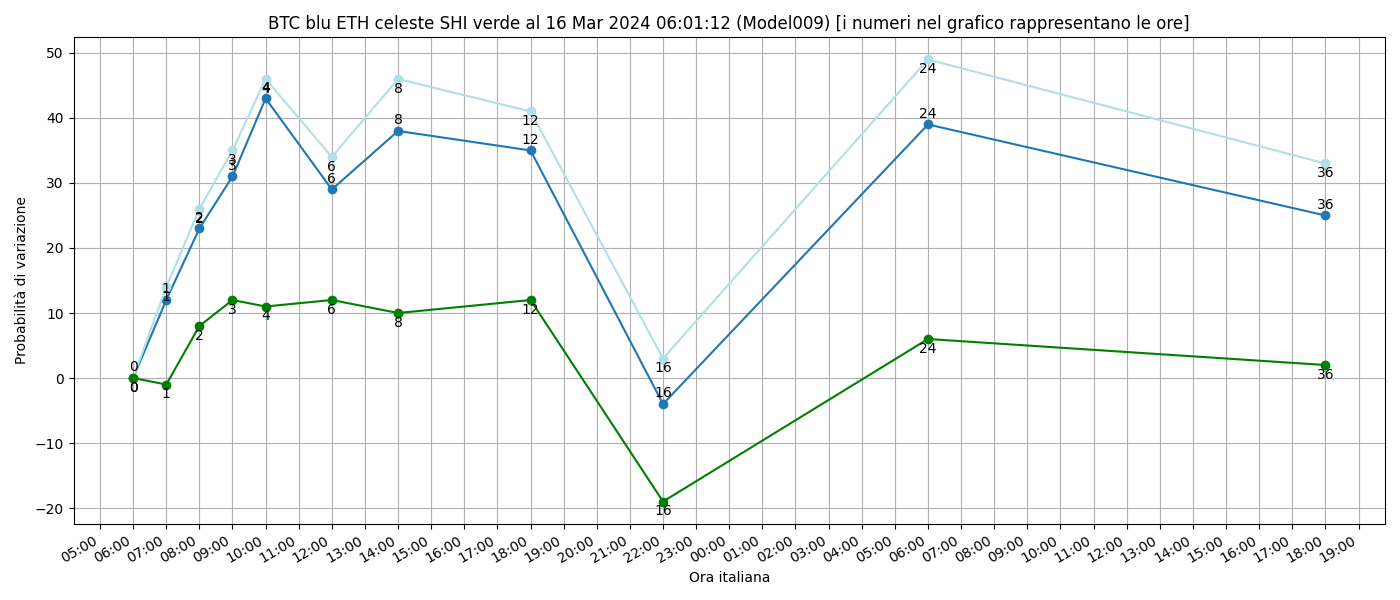 BTC blu ETH celeste SHI verde al 16 Mar 2024 06:01:12 (Model009) [i numeri nel grafico rappresentano le ore]
Probabilità di variazione
50
40
30
20
10
0
−10
−20
0 1 2 3 4 6 8 12 16 24 36
0 1 2 3 4 6 8 12 16 24 36
0 1 2 3 4 6 8 12 16 24 36
05:00 06:00 07:00 08:00 09:00 10:00 11:00 12:00 13:00 14:00 15:00 16:00 17:00 18:00 19:00 20:00 21:00 22:00 23:00 00:00 01:00 02:00 03:00 04:00 05:00 06:00 07:00 08:00 09:00 10:00 11:00 12:00 13:00 14:00 15:00 16:00 17:00 18:00 19:00
Ora italiana